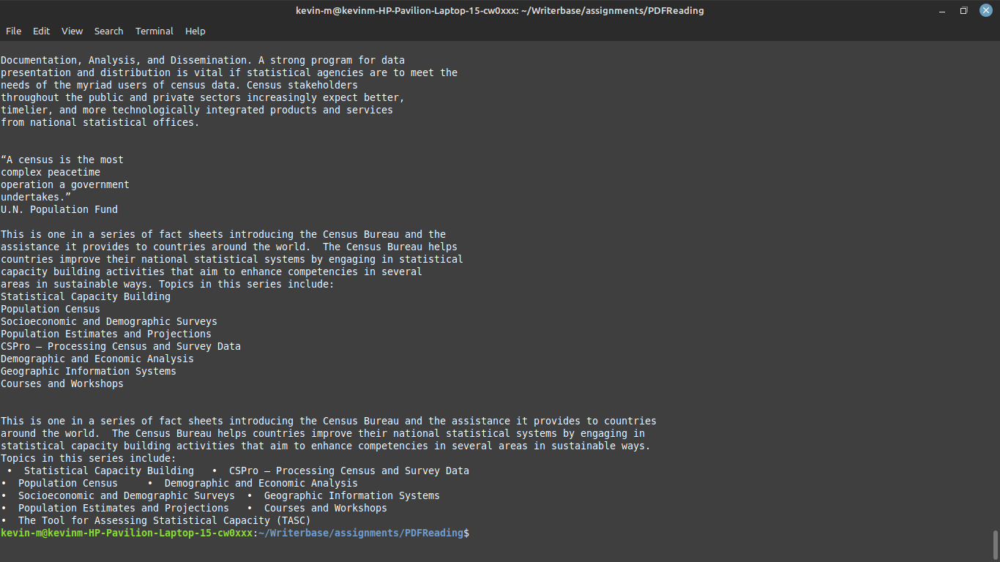 kevin-m@kevinm-HP-Pavilion-Laptop-15-cw0xxx: ~/Writerbase/assignments/PDFReading
File Edit View Search Terminal Help
Documentation, Analysis, and Dissemination. A strong program for data
presentation and distribution is vital if statistical agencies are to meet the
needs of the myriad users of census data. Census stakeholders
throughout the public and private sectors increasingly expect better,
timelier, and more technologically integrated products and services
from national statistical offices.
“A census is the most
complex peacetime
operation a government
undertakes.”
U.N. Population Fund
This is one in a series of fact sheets introducing the Census Bureau and the
assistance it provides to countries around the world.  The Census Bureau helps
countries improve their national statistical systems by engaging in statistical
capacity building activities that aim to enhance competencies in several
areas in sustainable ways. Topics in this series include:
Statistical Capacity Building
Population Census
Socioeconomic and Demographic Surveys
Population Estimates and Projections
CSPro – Processing Census and Survey Data
Demographic and Economic Analysis
Geographic Information Systems
Courses and Workshops
This is one in a series of fact sheets introducing the Census Bureau and the assistance it provides to countries
around the world.  The Census Bureau helps countries improve their national statistical systems by engaging in
statistical capacity building activities that aim to enhance competencies in several areas in sustainable ways.
Topics in this series include:
 •  Statistical Capacity Building   •  CSPro – Processing Census and Survey Data
•  Population Census     •  Demographic and Economic Analysis
•  Socioeconomic and Demographic Surveys  •  Geographic Information Systems
•  Population Estimates and Projections   •  Courses and Workshops
•  The Tool for Assessing Statistical Capacity (TASC)
kevin-m@kevinm-HP-Pavilion-Laptop-15-cw0xxx:~/Writerbase/assignments/PDFReading$